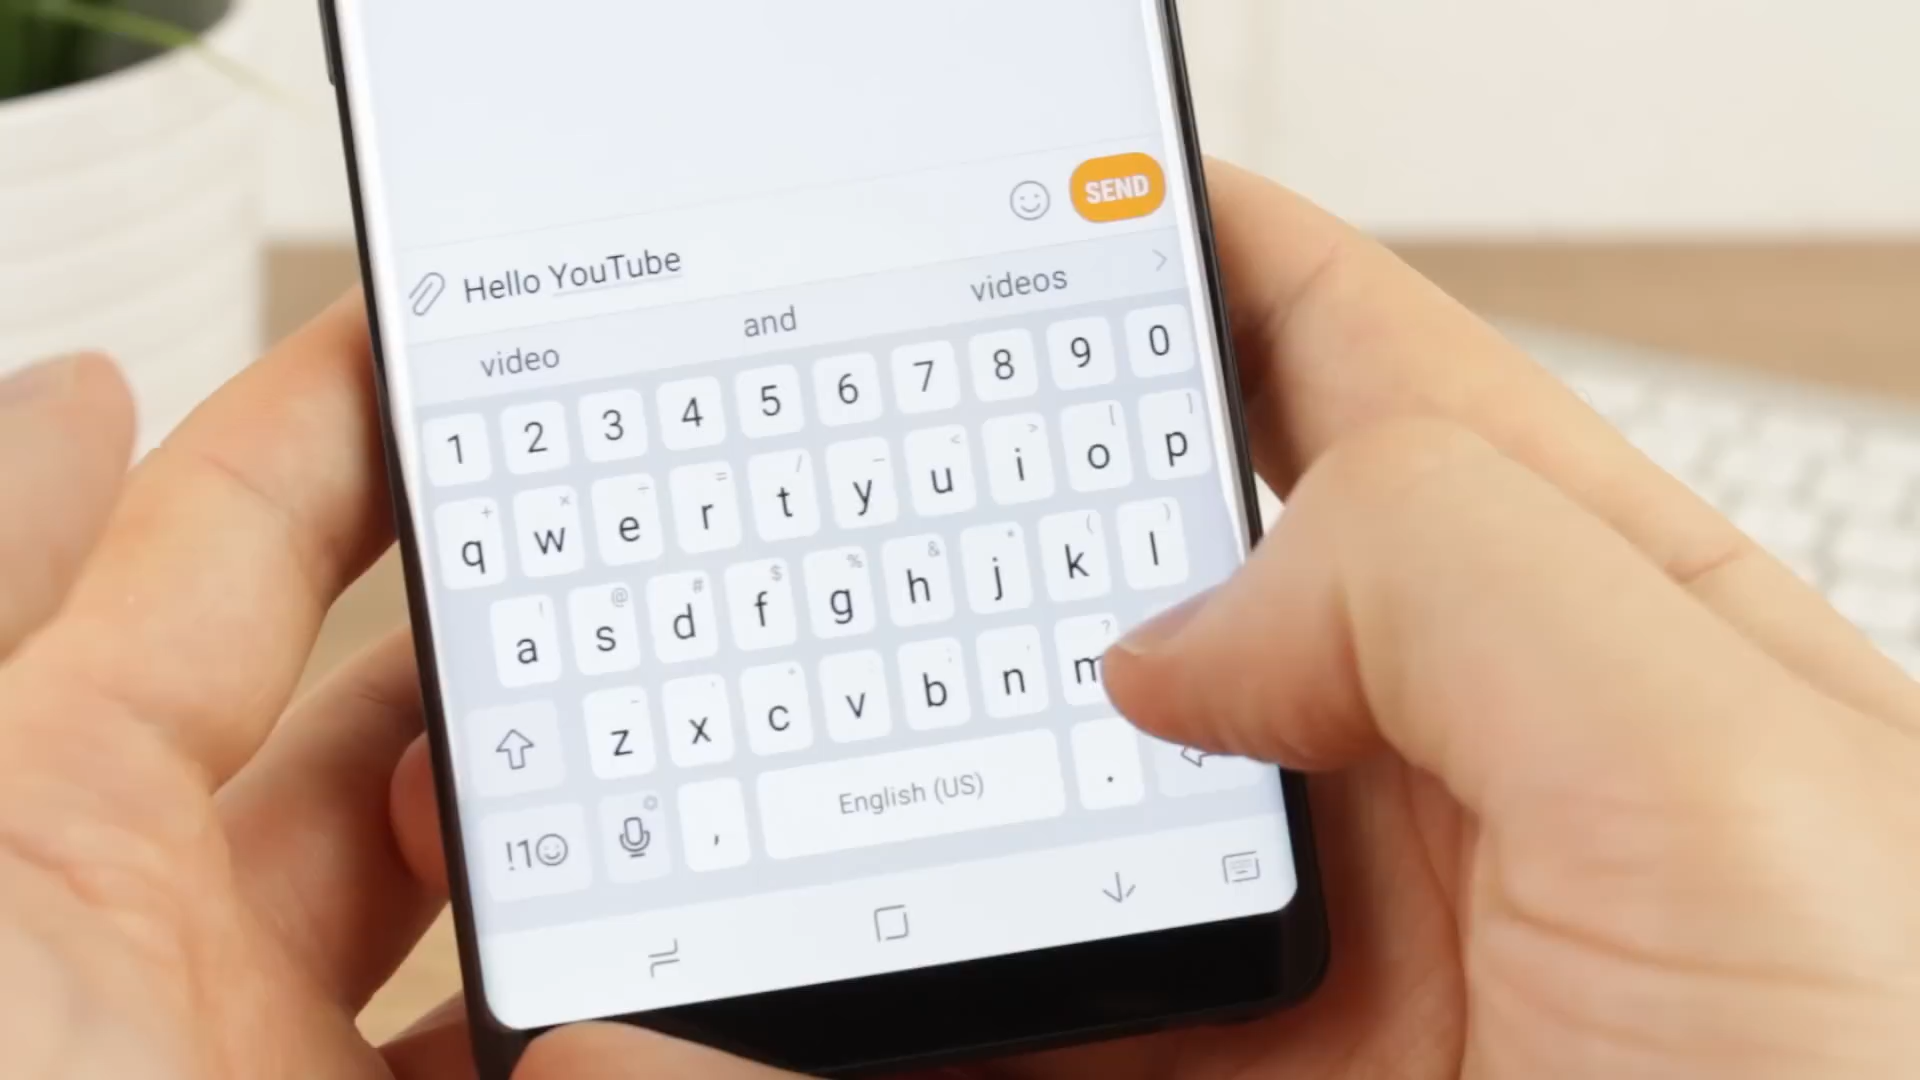 SEND
Hello YouTube
video and videos
1 2 3 4 5 6 7 8 9 0
q w e r t y u i o p
a s d f g h j k l
z x c v b n m
!1☺ , English (US) .